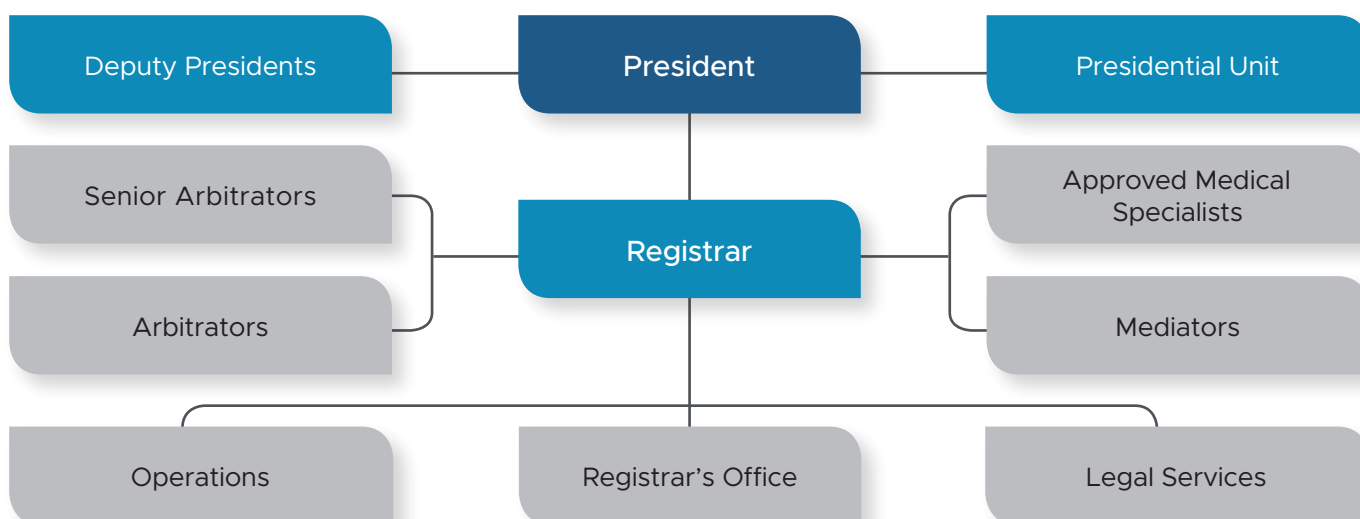 Deputy Presidents
President
Presidential Unit
Senior Arbitrators
Approved Medical
Specialists
Registrar
Arbitrators
Mediators
Operations
Registrar’s Office
Legal Services